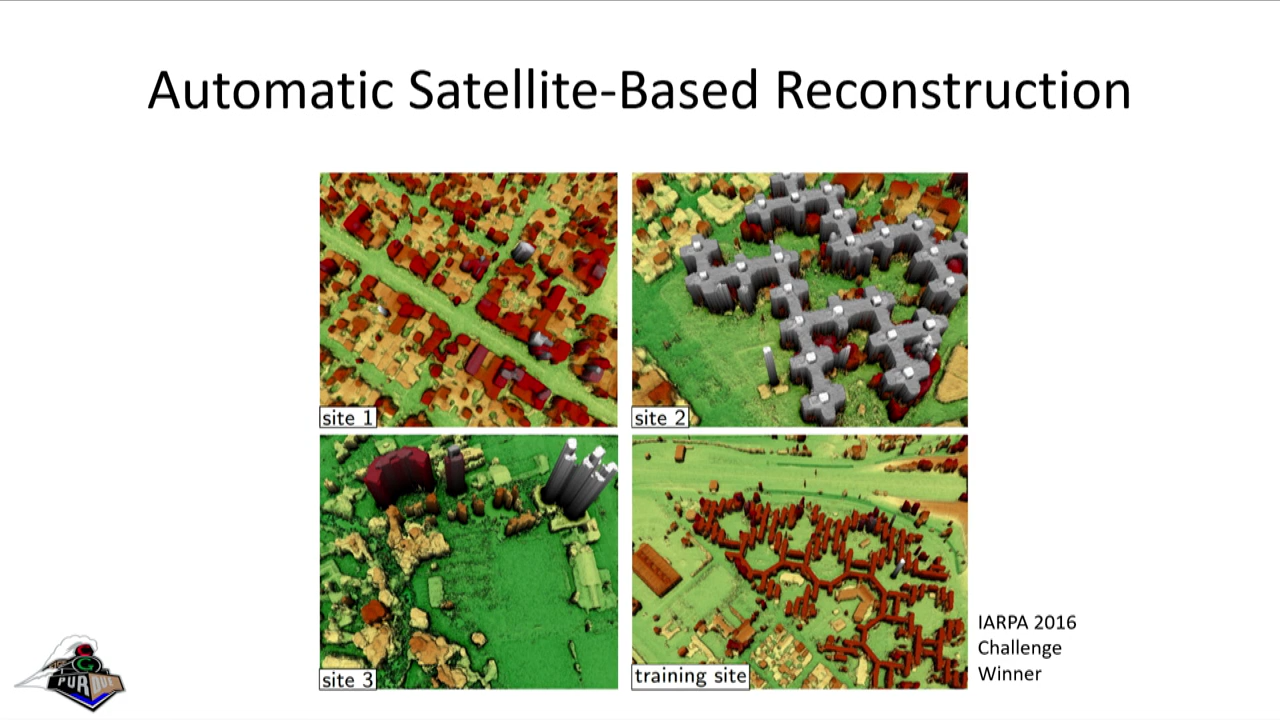 Automatic Satellite-Based Reconstruction
site 1
site 2
site 3
training site
IARPA 2016
Challenge
Winner
PURDUE